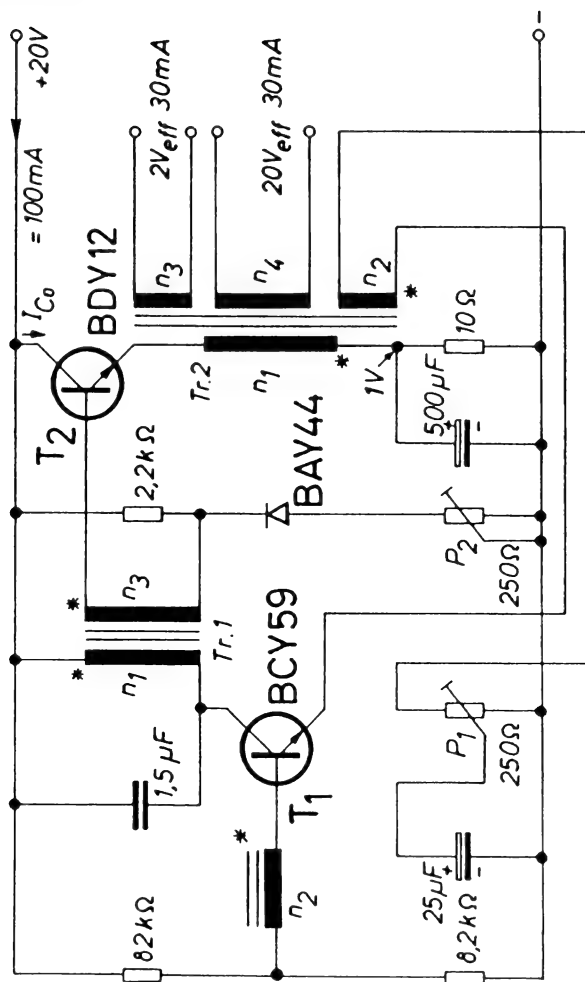 +20V
= 100mA
I_Co
BDY12
T2
2V_eff 30mA
20V_eff 30mA
n3
n4
n2
*
Tr.2
n1
*
1V
10Ω
500µF
+
-
2,2kΩ
BAY44
P2
250Ω
*
n3
*
n1
Tr.1
1,5µF
BCY59
T1
*
n2
P1
250Ω
25µF
+
-
82kΩ
8,2kΩ
-